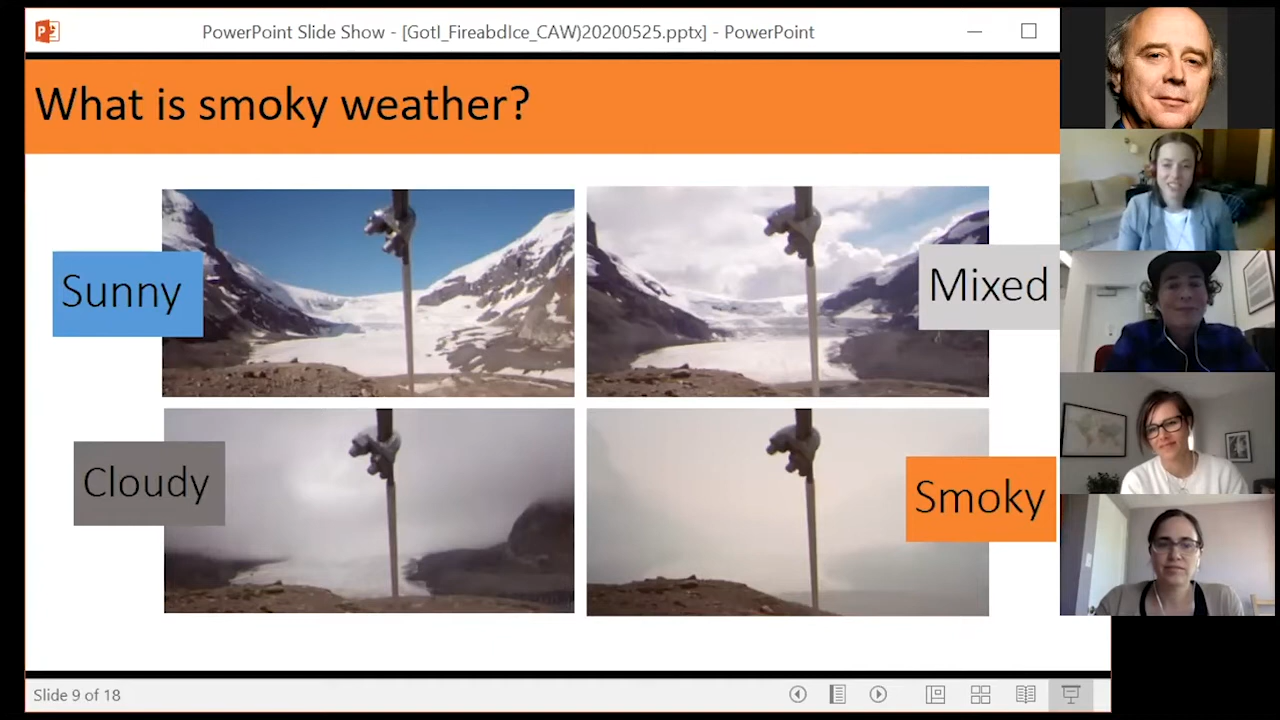 PowerPoint Slide Show - [GotI_FireabdIce_CAW)20200525.pptx] - PowerPoint
What is smoky weather?
Sunny
Mixed
Cloudy
Smoky
Slide 9 of 18